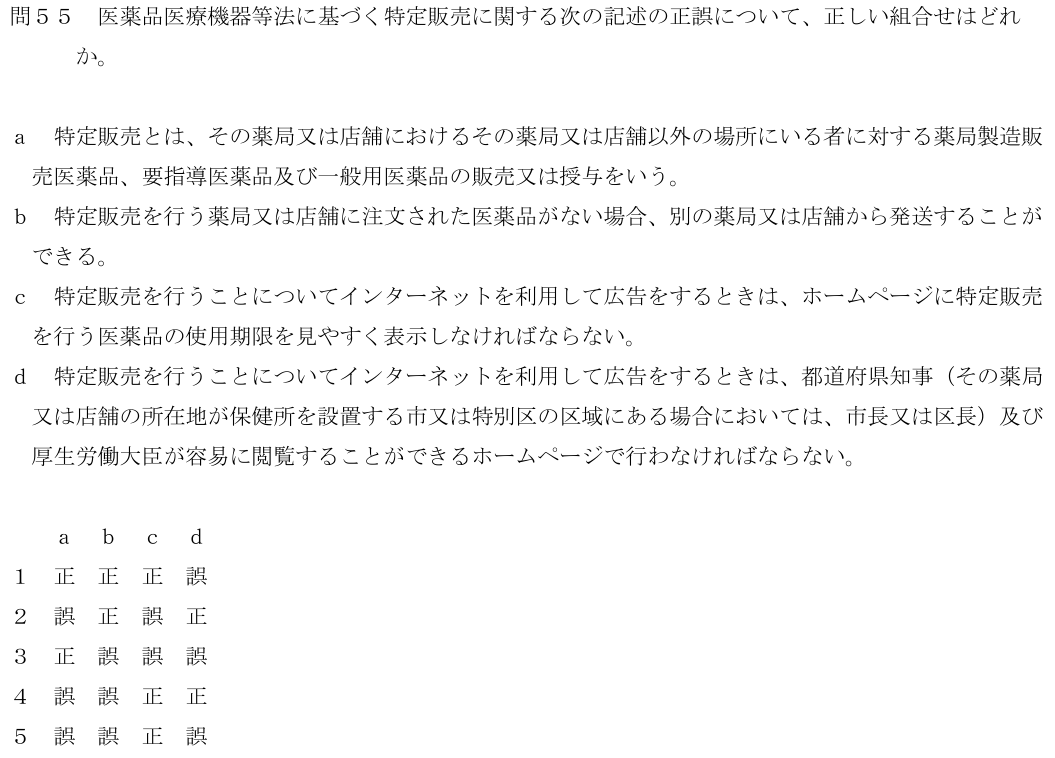 問５５　医薬品医療機器等法に基づく特定販売に関する次の記述の正誤について、正しい組合せはどれ
か。
ａ　特定販売とは、その薬局又は店舗におけるその薬局又は店舗以外の場所にいる者に対する薬局製造販
売医薬品、要指導医薬品及び一般用医薬品の販売又は授与をいう。
ｂ　特定販売を行う薬局又は店舗に注文された医薬品がない場合、別の薬局又は店舗から発送することが
できる。
ｃ　特定販売を行うことについてインターネットを利用して広告をするときは、ホームページに特定販売
を行う医薬品の使用期限を見やすく表示しなければならない。
ｄ　特定販売を行うことについてインターネットを利用して広告をするときは、都道府県知事（その薬局
又は店舗の所在地が保健所を設置する市又は特別区の区域にある場合においては、市長又は区長）及び
厚生労働大臣が容易に閲覧することができるホームページで行わなければならない。
ａ　ｂ　ｃ　ｄ
１　正　正　正　誤
２　誤　正　誤　正
３　正　誤　誤　誤
４　誤　誤　正　正
５　誤　誤　正　誤